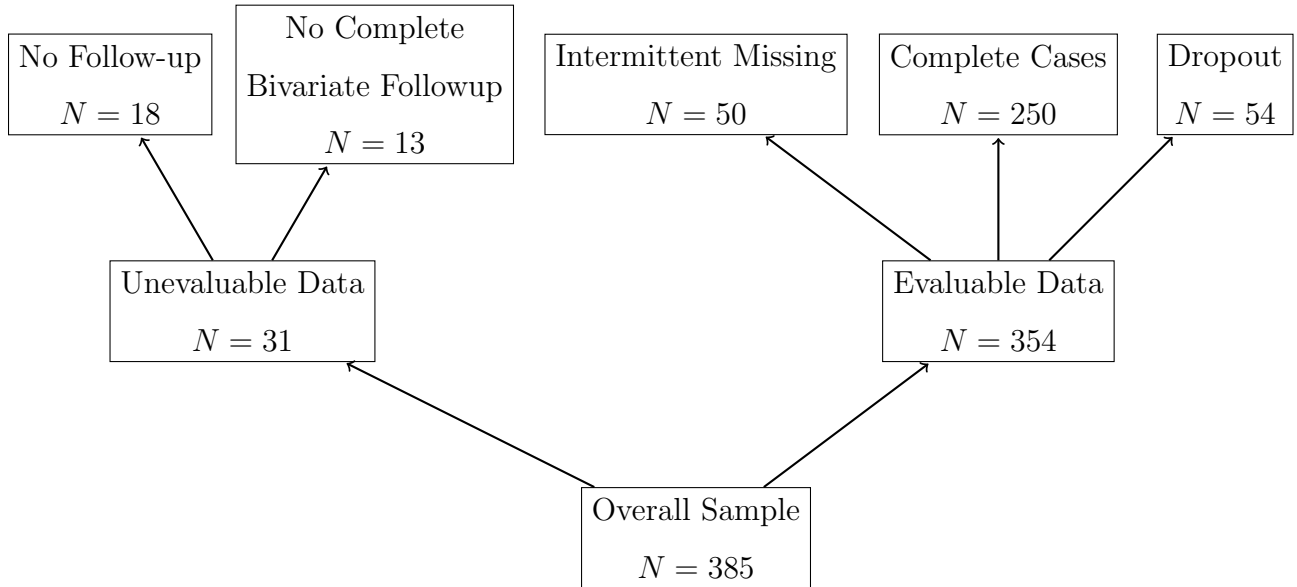 No Follow-up
N = 18
No Complete
Bivariate Followup
N = 13
Intermittent Missing
N = 50
Complete Cases
N = 250
Dropout
N = 54
Unevaluable Data
N = 31
Evaluable Data
N = 354
Overall Sample
N = 385